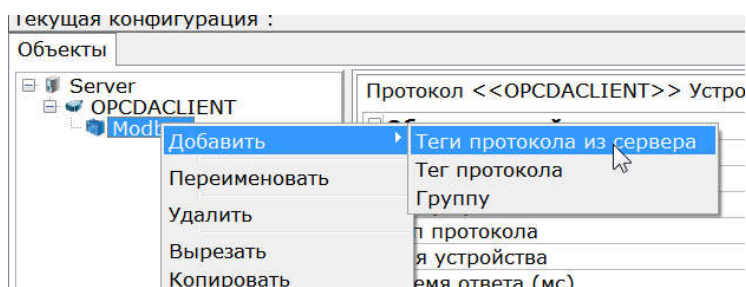 Текущая конфигурация :
Объекты
Server
OPCDACLIENT
Протокол <<OPCDACLIENT>> Устро
Добавить
Теги протокола из сервера
Переименовать
Тег протокола
Группу
Удалить
п протокола
Вырезать
я устройства
Копировать
емя ответа (мс)